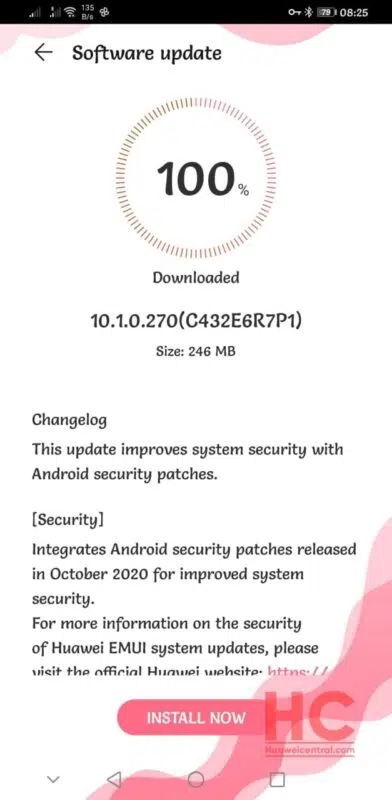 135
B/s
79
08:25
Software update
100%
Downloaded
10.1.0.270(C432E6R7P1)
Size: 246 MB
Changelog
This update improves system security with
Android security patches.
[Security]
Integrates Android security patches released
in October 2020 for improved system
security.
For more information on the security
of Huawei EMUI system updates, please
visit the official Huawei website: https://
INSTALL NOW
HC
Huaweicentral.com